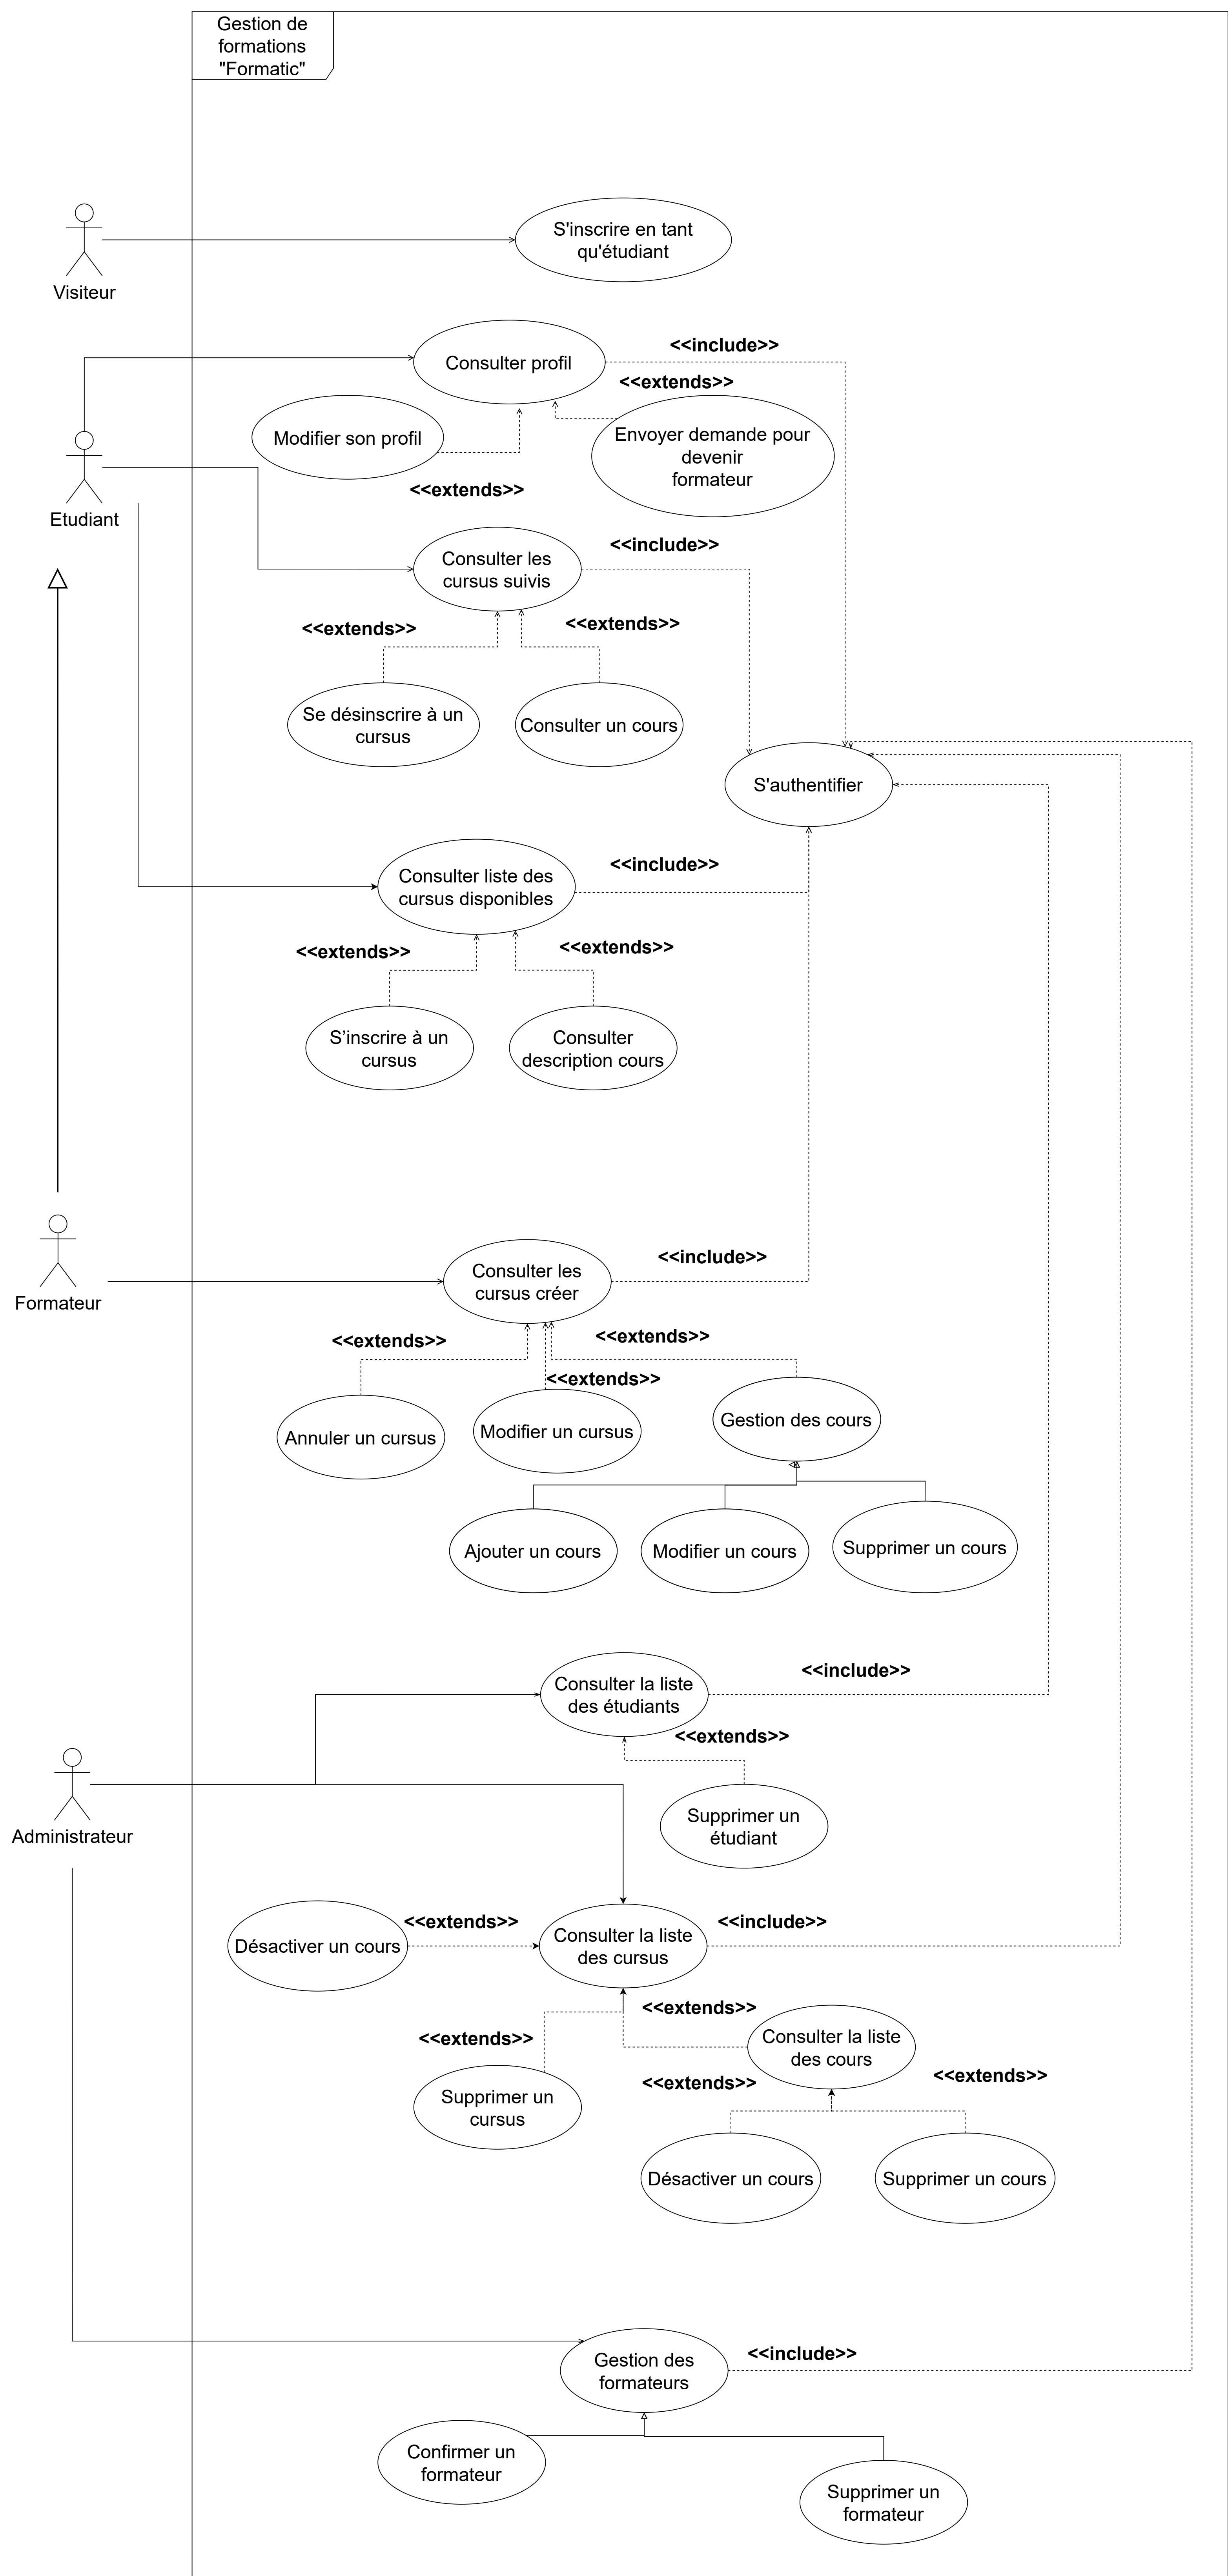 Gestion de
formations
"Formatic"
S'inscrire en tant
qu'étudiant
Visiteur
<<include>>
Consulter profil
<<extends>>
Modifier son profil
Envoyer demande pour
devenir
formateur
<<extends>>
Etudiant
<<include>>
Consulter les
cursus suivis
<<extends>>
<<extends>>
Se désinscrire à un
cursus
Consulter un cours
S'authentifier
<<include>>
Consulter liste des
cursus disponibles
<<extends>>
<<extends>>
S’inscrire à un
cursus
Consulter
description cours
<<include>>
Consulter les
cursus créer
Formateur
<<extends>>
<<extends>>
<<extends>>
Annuler un cursus
Modifier un cursus
Gestion des cours
Ajouter un cours
Modifier un cours
Supprimer un cours
<<include>>
Consulter la liste
des étudiants
<<extends>>
Supprimer un
étudiant
Administrateur
<<extends>>
<<include>>
Désactiver un cours
Consulter la liste
des cursus
<<extends>>
<<extends>>
Consulter la liste
des cours
<<extends>>
<<extends>>
Supprimer un
cursus
Désactiver un cours
Supprimer un cours
<<include>>
Gestion des
formateurs
Confirmer un
formateur
Supprimer un
formateur